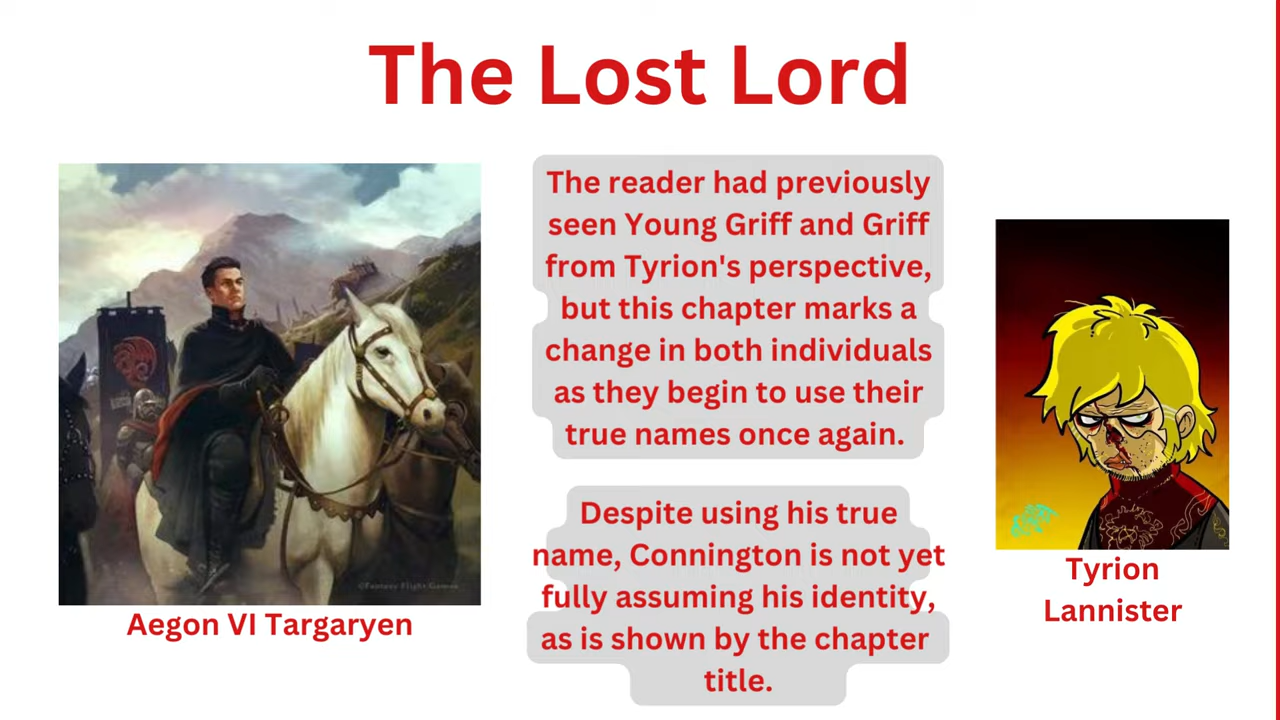 The Lost Lord
The reader had previously
seen Young Griff and Griff
from Tyrion's perspective,
but this chapter marks a
change in both individuals
as they begin to use their
true names once again.
Despite using his true
name, Connington is not yet
fully assuming his identity,
as is shown by the chapter
title.
©Fantasy Flight Games
Aegon VI Targaryen
Tyrion
Lannister